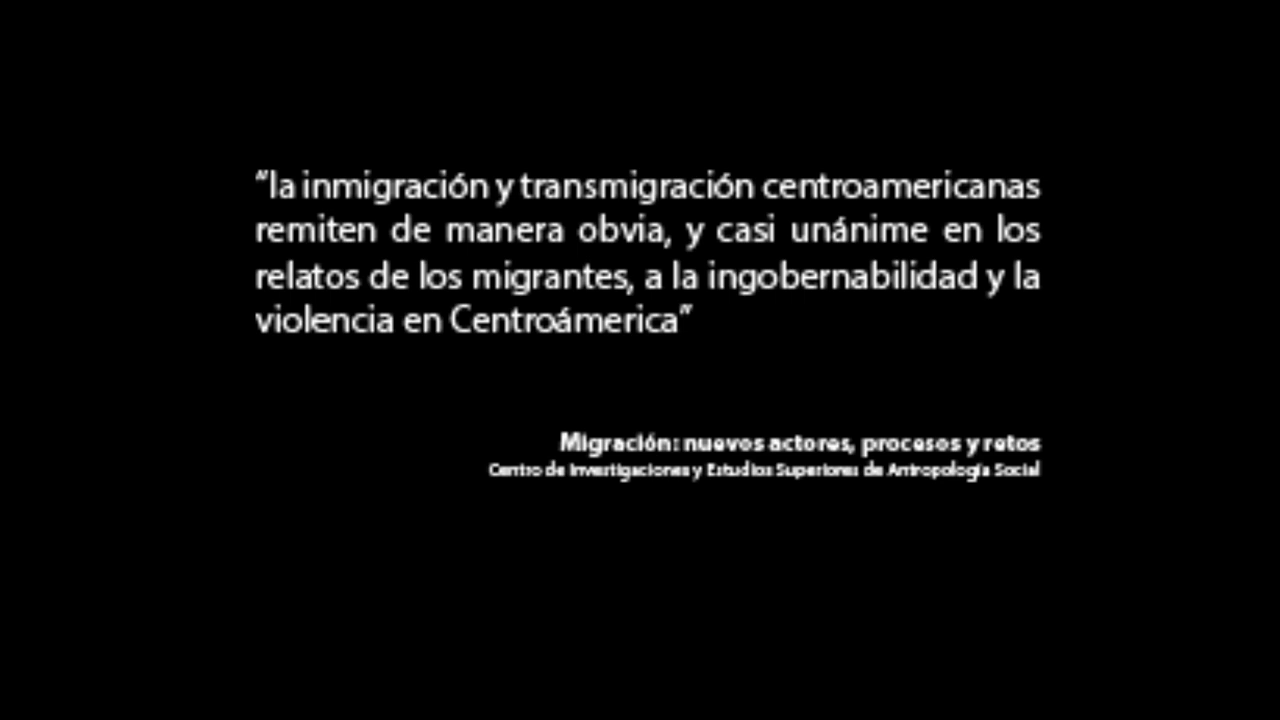 “la inmigración y transmigración centroamericanas
remiten de manera obvia, y casi unánime en los
relatos de los migrantes, a la ingobernabilidad y la
violencia en Centroámerica”
Migración: nuevos actores, procesos y retos
Centro de Investigaciones y Estudios Superiores de Antropología Social